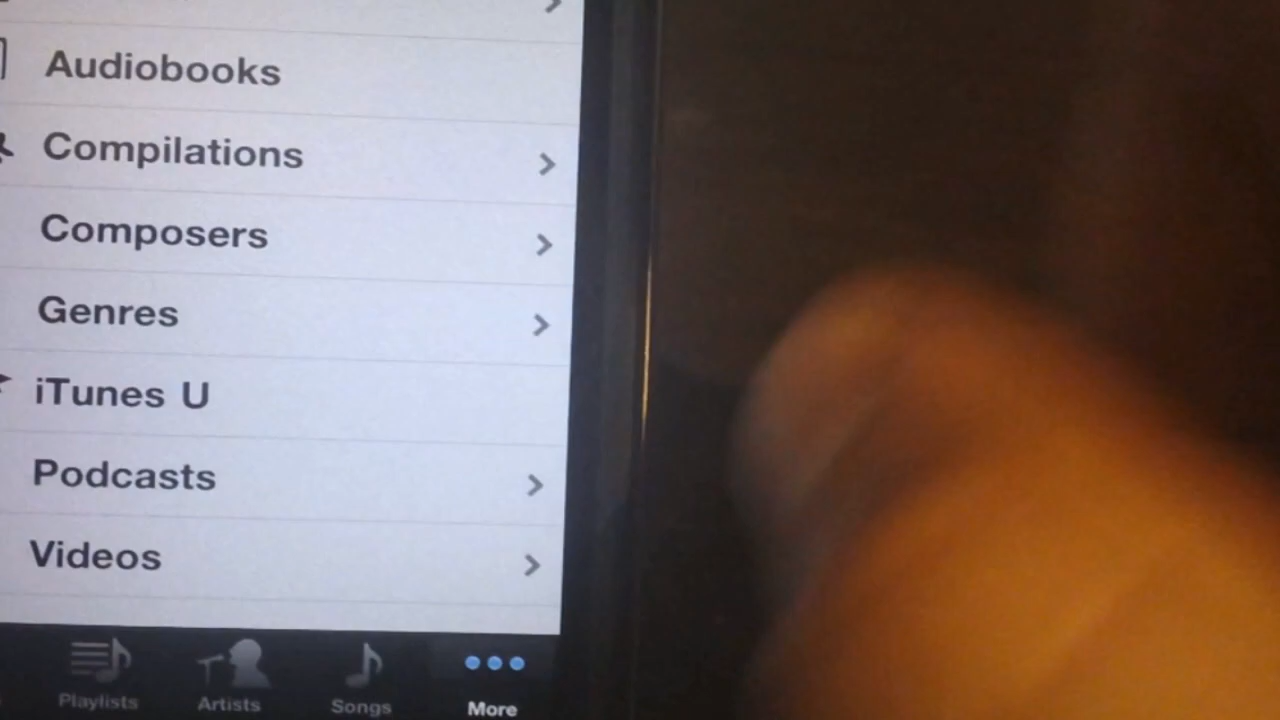 Audiobooks
Compilations
Composers
Genres
iTunes U
Podcasts
Videos
Playlists
Artists
Songs
More